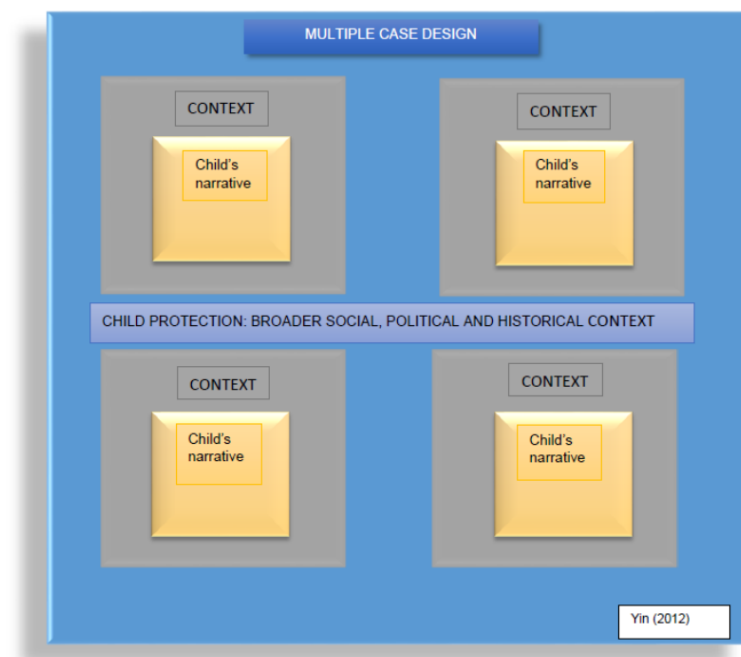 MULTIPLE CASE DESIGN
CONTEXT
Child's
narrative
CONTEXT
Child's
narrative
CHILD PROTECTION: BROADER SOCIAL, POLITICAL AND HISTORICAL CONTEXT
CONTEXT
Child's
narrative
CONTEXT
Child's
narrative
Yin (2012)